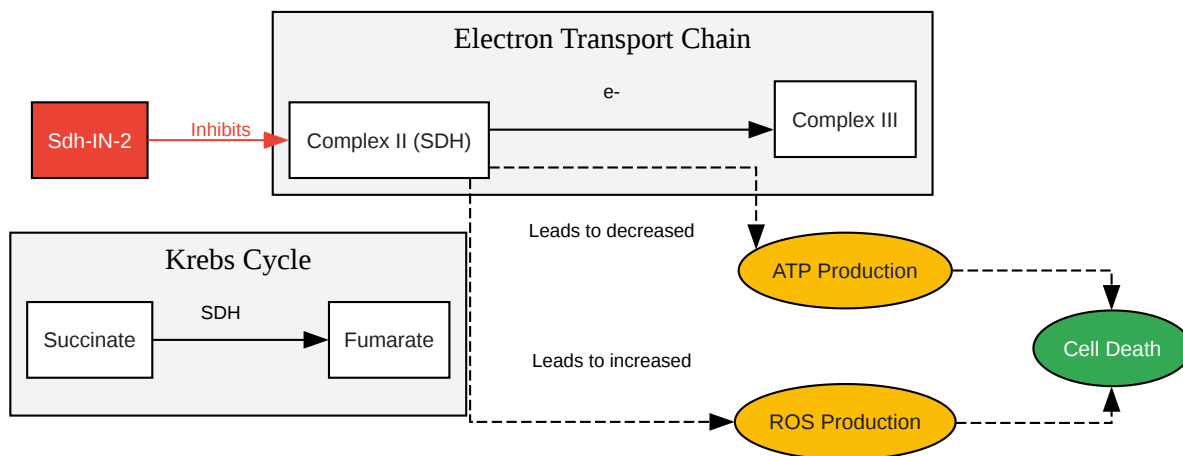 Electron Transport Chain
e-
Sdh-IN-2
Inhibits
Complex II (SDH)
Complex III
Leads to decreased
Krebs Cycle
ATP Production
SDH
Succinate
Fumarate
Cell Death
Leads to increased
ROS Production